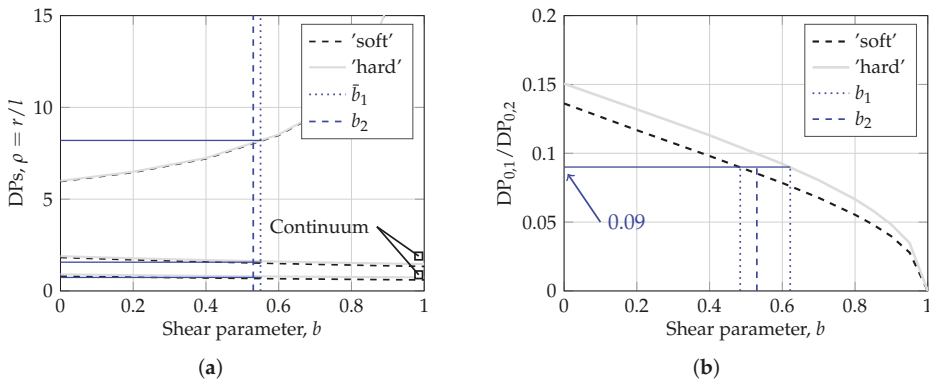 15
10
5
0
DPs, ρ = r/l
0 0.2 0.4 0.6 0.8 1
Shear parameter, b
'soft'
'hard'
b̄₁
b₂
Continuum
(a)
0.2
0.15
0.1
0.05
0
DP₀,₁/DP₀,₂
0 0.2 0.4 0.6 0.8 1
Shear parameter, b
'soft'
'hard'
b₁
b₂
0.09
(b)